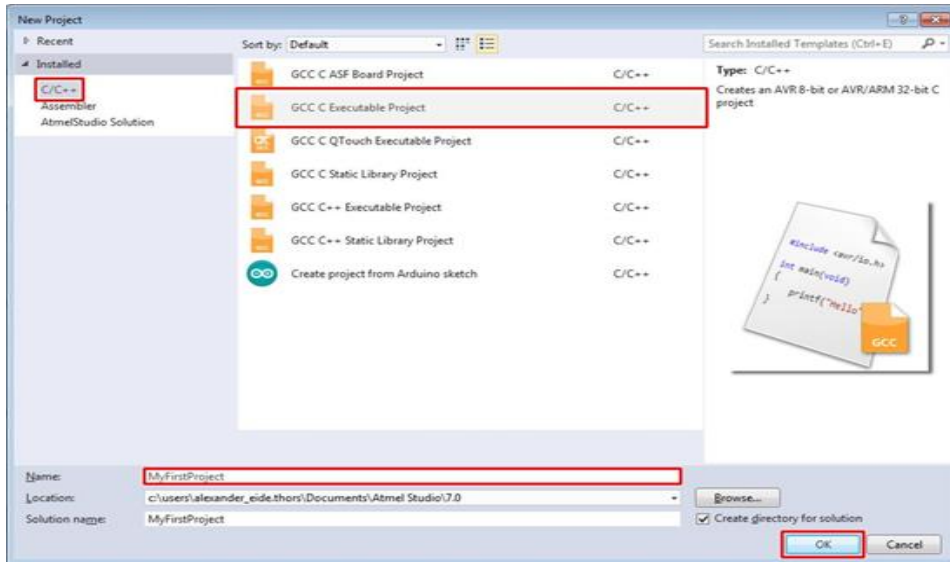 New Project
Recent
Sort by: Default
Search Installed Templates (Ctrl+E)
Installed
C/C++
Assembler
AtmelStudio Solution
GCC C ASF Board Project C/C++
GCC C Executable Project C/C++
GCC C QTouch Executable Project C/C++
GCC C Static Library Project C/C++
GCC C++ Executable Project C/C++
GCC C++ Static Library Project C/C++
Create project from Arduino sketch C/C++
Type: C/C++
Creates an AVR 8-bit or AVR/ARM 32-bit C
project
#include <avr/io.h>
int main(void)
{
printf("Hello"
}
GCC
Name: MyFirstProject
Location: c:\users\alexander_eide.thors\Documents\Atmel Studio\7.0
Browse...
Solution name: MyFirstProject
Create directory for solution
OK Cancel